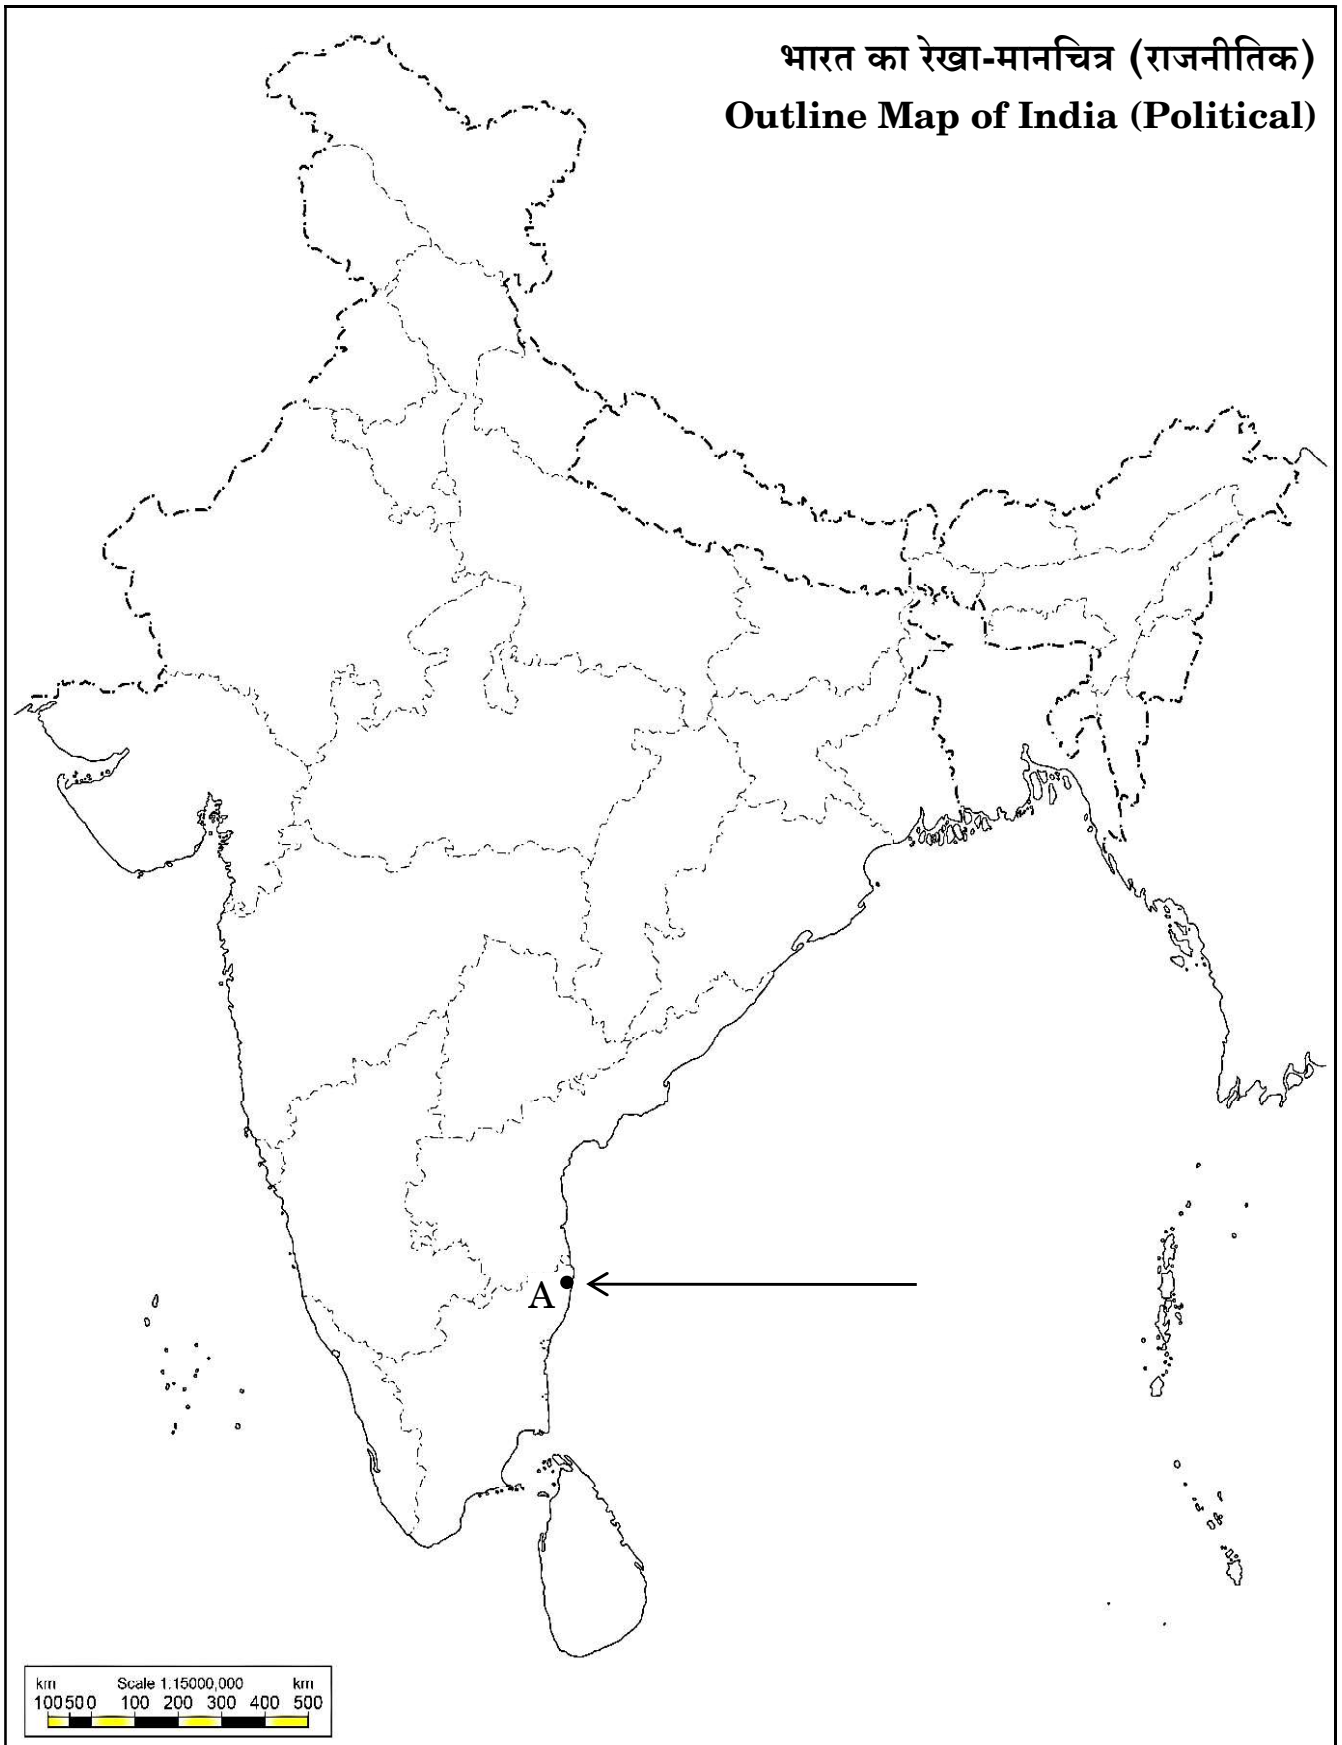 भारत का रेखा-मानचित्र (राजनीतिक)
Outline Map of India (Political)
A
km Scale 1:15000,000 km
100 50 0 100 200 300 400 500